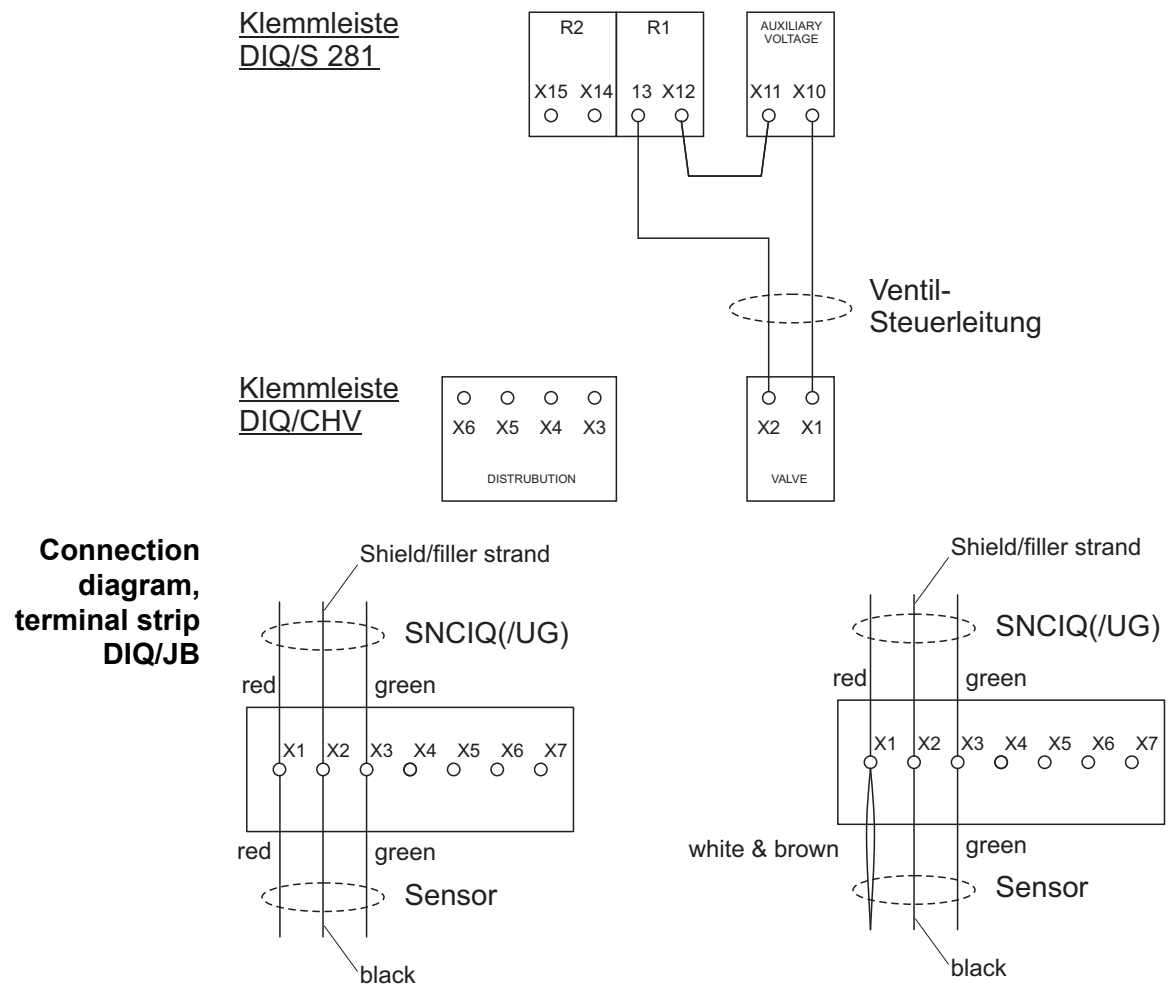 Klemmleiste
DIQ/S 281
R2 R1 AUXILIARY
VOLTAGE
X15 X14 13 X12 X11 X10
Ventil-
Steuerleitung
Klemmleiste
DIQ/CHV
X6 X5 X4 X3 X2 X1
DISTRUBUTION VALVE
Connection
diagram,
terminal strip
DIQ/JB
Shield/filler strand
SNCIQ(/UG)
red green
X1 X2 X3 X4 X5 X6 X7
red green
Sensor
black
Shield/filler strand
SNCIQ(/UG)
red green
X1 X2 X3 X4 X5 X6 X7
white & brown green
Sensor
black